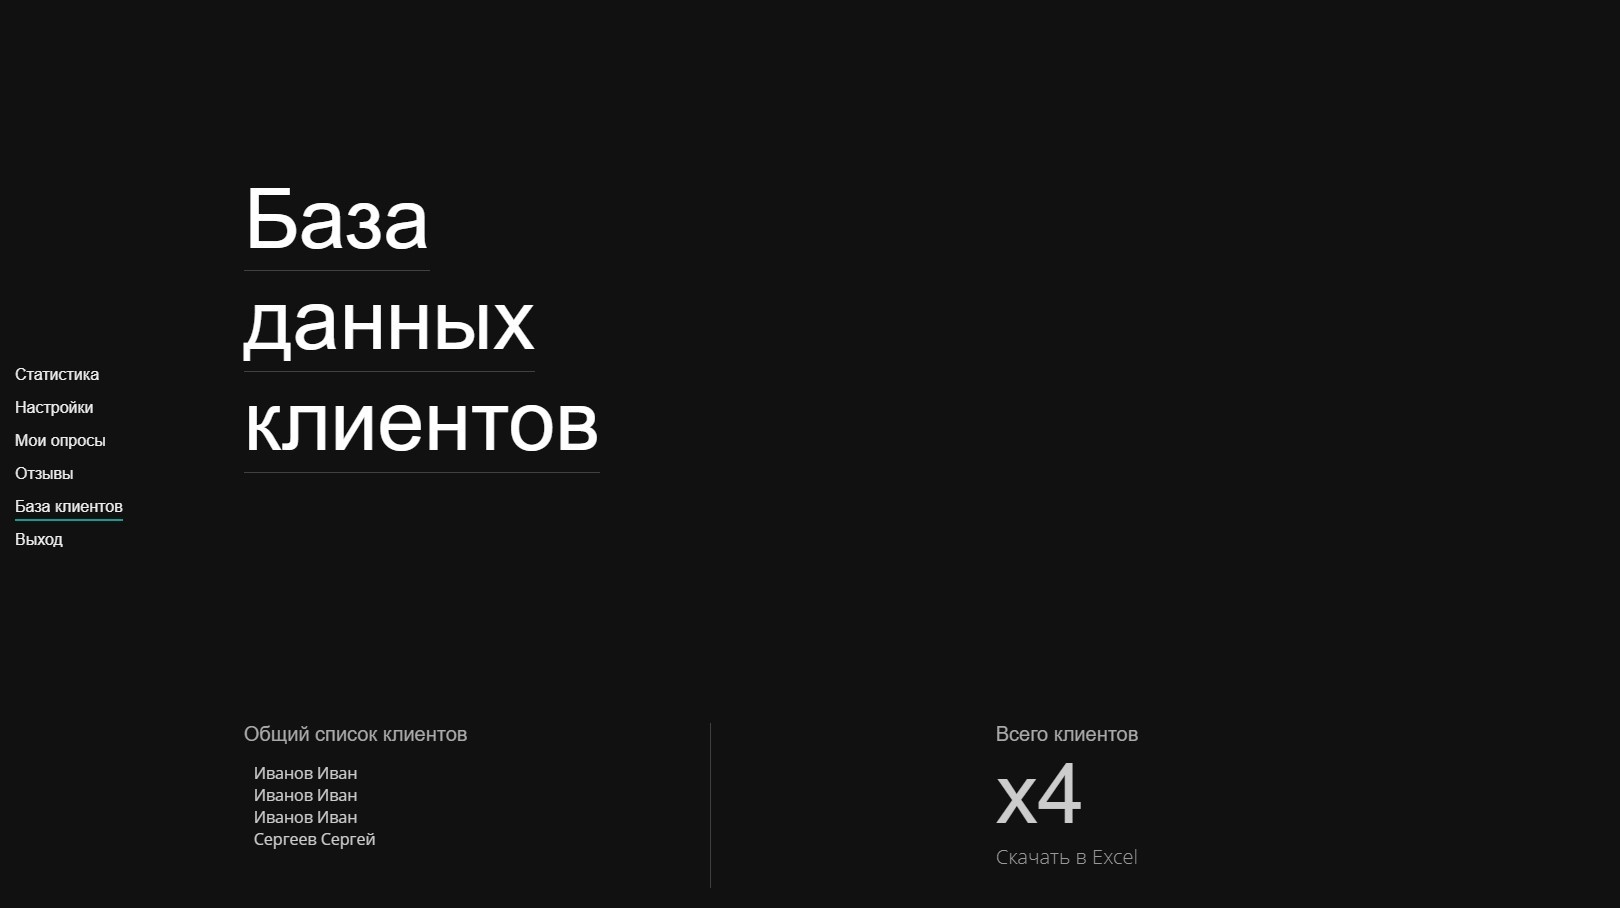 База
данных
клиентов
Статистика
Настройки
Мои опросы
Отзывы
База клиентов
Выход
Общий список клиентов
Иванов Иван
Иванов Иван
Иванов Иван
Сергеев Сергей
Всего клиентов
x4
Скачать в Excel